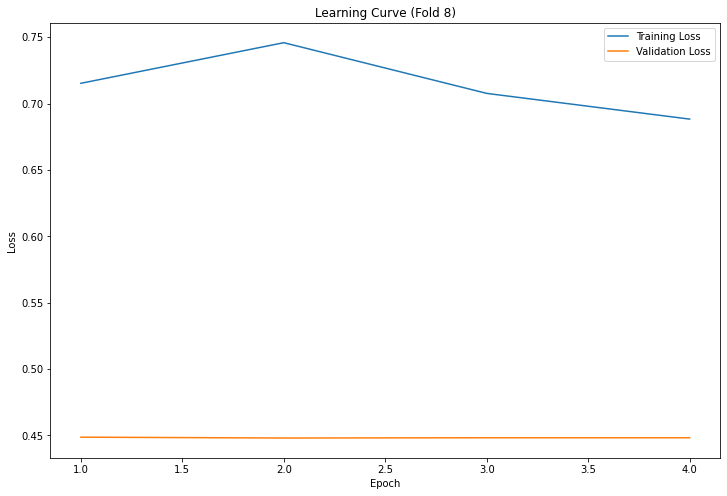 Learning Curve (Fold 8)
Training Loss
Validation Loss
0.75
0.70
0.65
0.60
0.55
0.50
0.45
Loss
1.0 1.5 2.0 2.5 3.0 3.5 4.0
Epoch